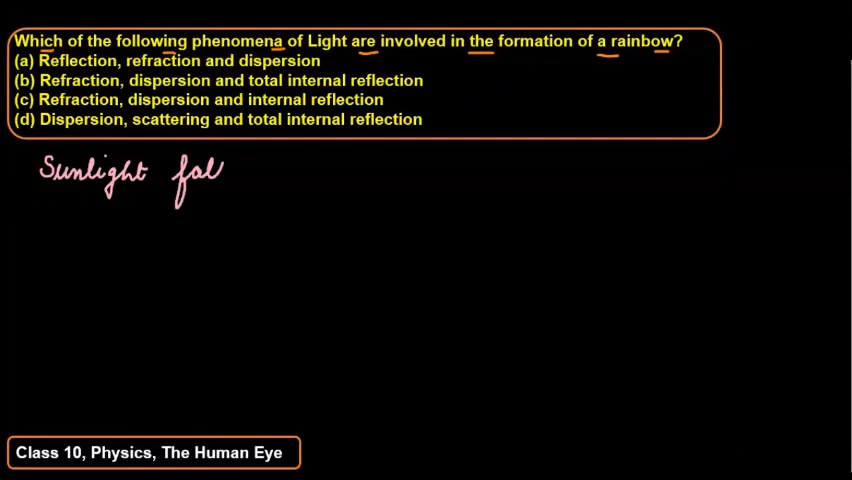 Which of the following phenomena of Light are involved in the formation of a rainbow?
(a) Reflection, refraction and dispersion
(b) Refraction, dispersion and total internal reflection
(c) Refraction, dispersion and internal reflection
(d) Dispersion, scattering and total internal reflection
Sunlight fal
Class 10, Physics, The Human Eye